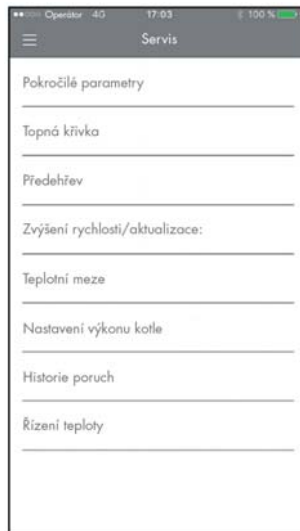 Operátor 4G 17:03 100 %
Servis
Pokročilé parametry
Topná křivka
Předehřev
Zvýšení rychlosti/aktualizace:
Teplotní meze
Nastavení výkonu kotle
Historie poruch
Řízení teploty